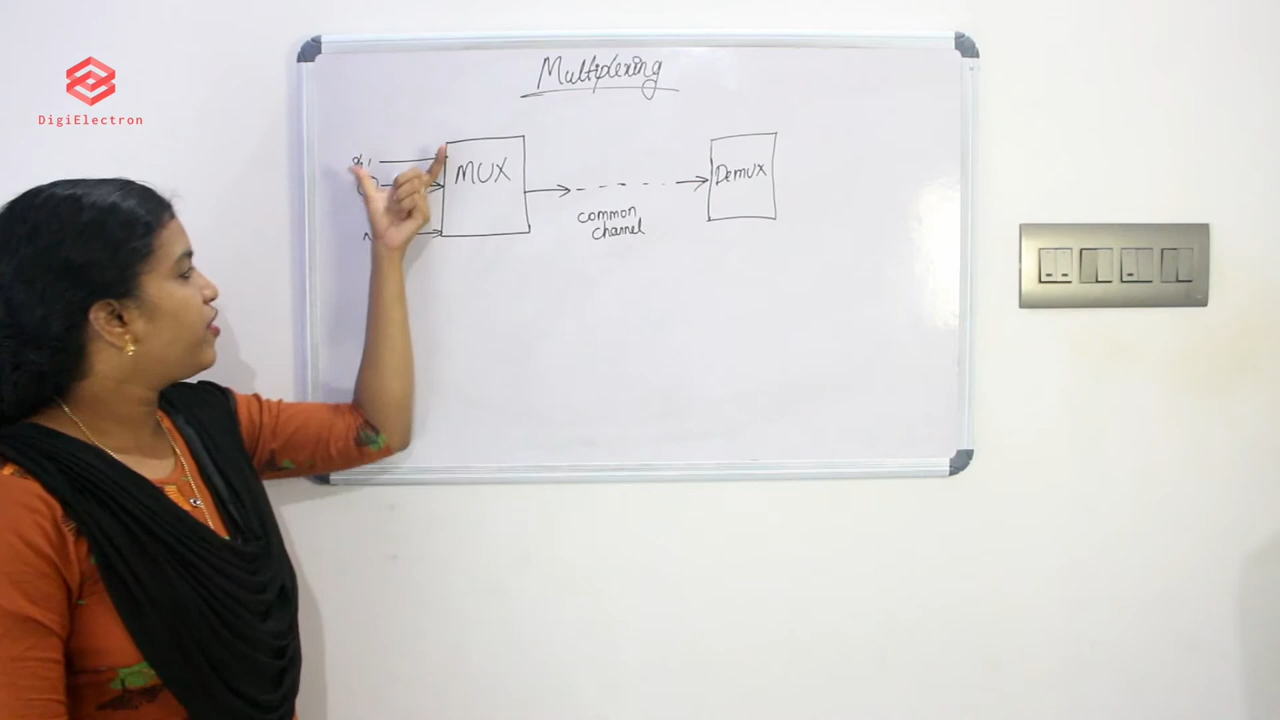 Multiplexing
DigiElectron
MUX
Demux
common
channel